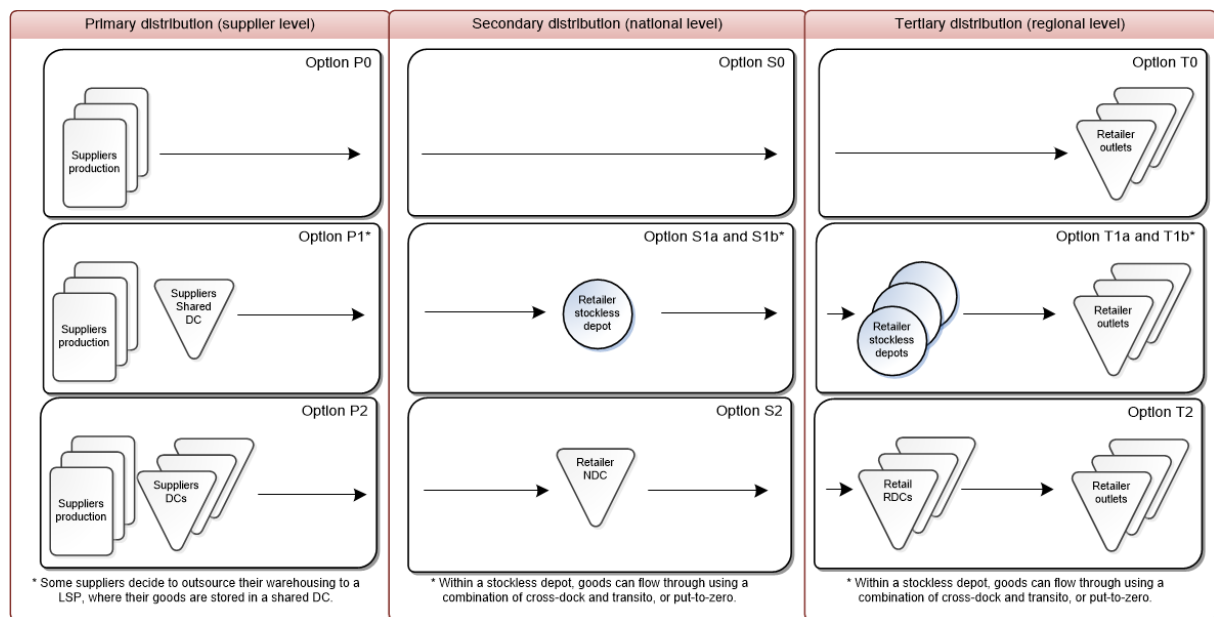 Primary distribution (supplier level)
Option P0
Suppliers
production
Option P1*
Suppliers
production
Suppliers
Shared
DC
Option P2
Suppliers
production
Suppliers
DCs
* Some suppliers decide to outsource their warehousing to a
LSP, where their goods are stored in a shared DC.
Secondary distribution (national level)
Option S0
Option S1a and S1b*
Retailer
stockless
depot
Option S2
Retailer
NDC
* Within a stockless depot, goods can flow through using a
combination of cross-dock and transito, or put-to-zero.
Tertiary distribution (regional level)
Option T0
Retailer
outlets
Option T1a and T1b*
Retailer
stockless
depots
Retailer
outlets
Option T2
Retail
RDCs
Retailer
outlets
* Within a stockless depot, goods can flow through using a
combination of cross-dock and transito, or put-to-zero.